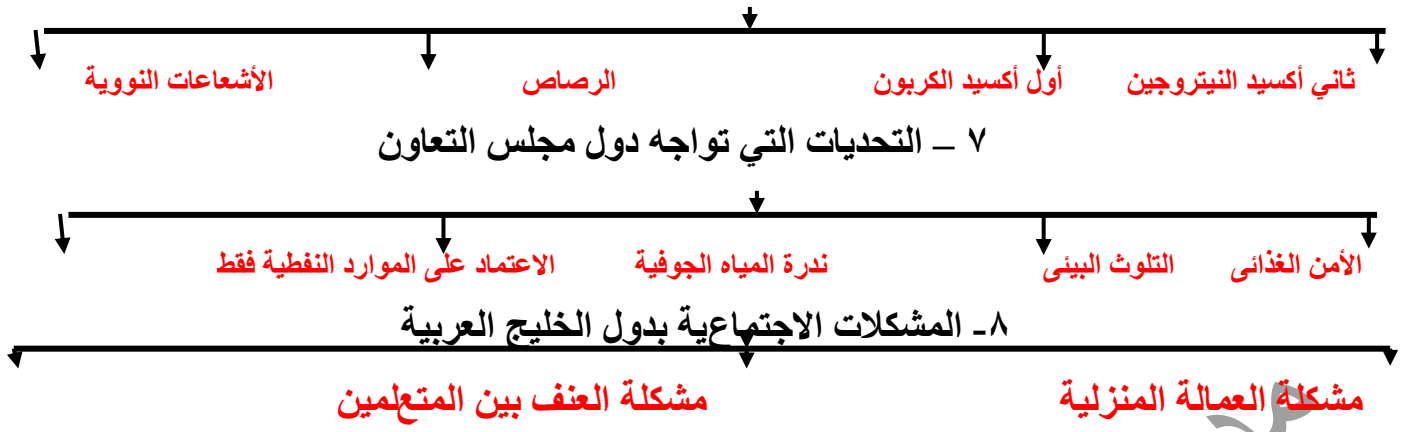 ثاني أكسيد النيتروجين أول أكسيد الكربون الرصاص الأشعاعات النووية
٧ – التحديات التي تواجه دول مجلس التعاون
الأمن الغذائى التلوث البيئى ندرة المياه الجوفية الاعتماد على الموارد النفطية فقط
٨- المشكلات الاجتماعية بدول الخليج العربية
مشكلة العمالة المنزلية مشكلة العنف بين المتعلمين